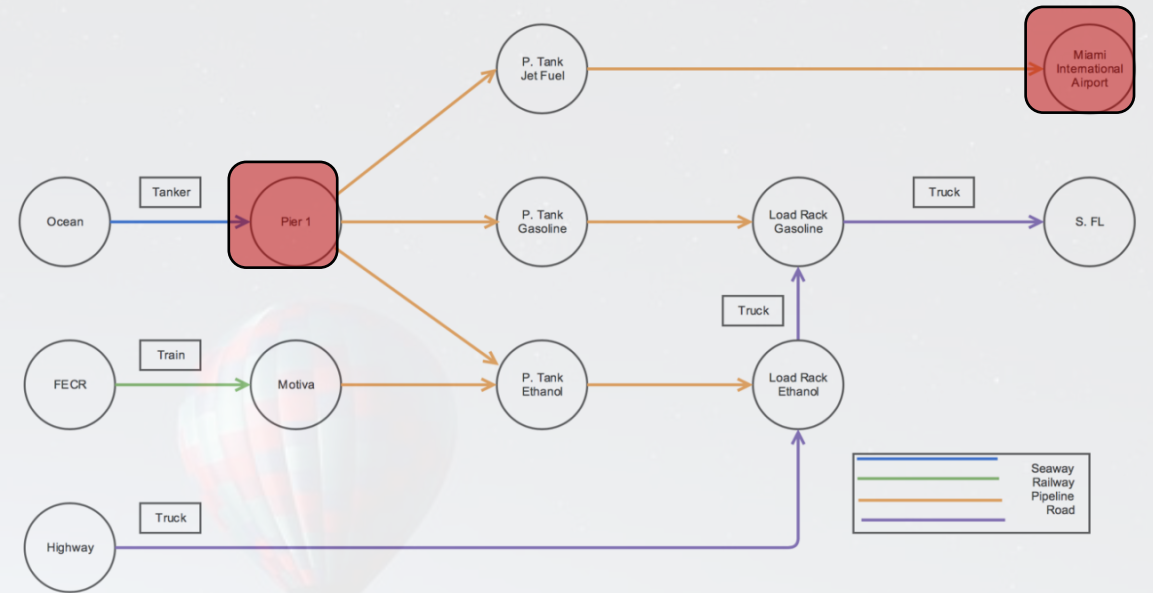 P. Tank
Jet Fuel
Miami
International
Airport
Tanker
Truck
Ocean
Pier 1
P. Tank
Gasoline
Load Rack
Gasoline
S. FL
Truck
Train
FECR
Motiva
P. Tank
Ethanol
Load Rack
Ethanol
Seaway
Railway
Pipeline
Road
Truck
Highway